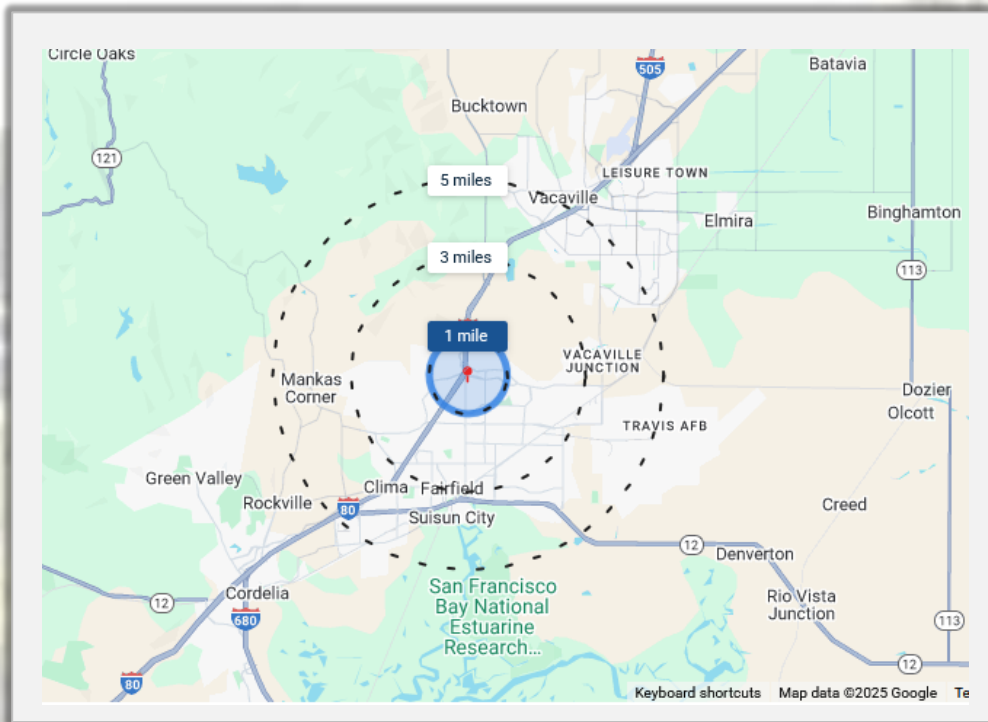 Circle Oaks
505
Batavia
Bucktown
121
LEISURE TOWN
5 miles
Vacaville
Elmira
Binghamton
3 miles
113
1 mile
VACAVILLE
JUNCTION
Mankas
Corner
Dozier
Olcott
TRAVIS AFB
Green Valley
Clima
Fairfield
Rockville
80
Suisun City
Creed
12
Denverton
San Francisco
Bay National
Estuarine
Research...
Cordelia
12
Rio Vista
Junction
680
113
12
80
Keyboard shortcuts
Map data ©2025 Google
Te